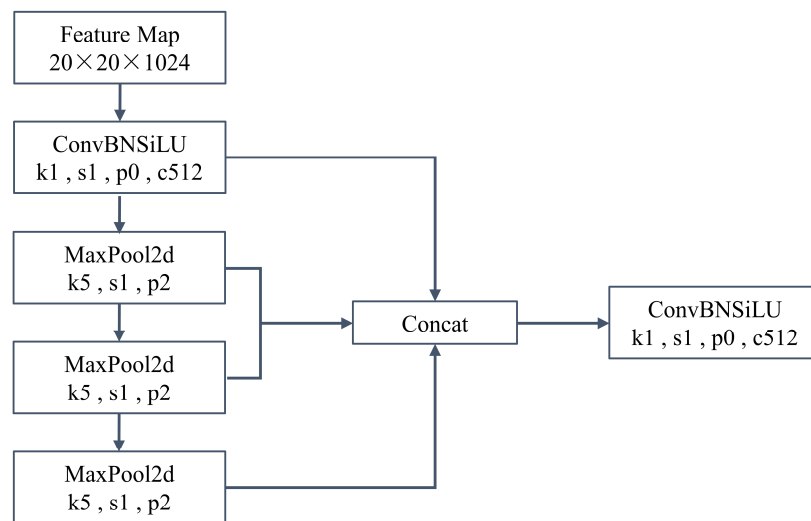 Feature Map
20×20×1024
ConvBNSiLU
k1 , s1 , p0 , c512
MaxPool2d
k5 , s1 , p2
MaxPool2d
k5 , s1 , p2
MaxPool2d
k5 , s1 , p2
Concat
ConvBNSiLU
k1 , s1 , p0 , c512